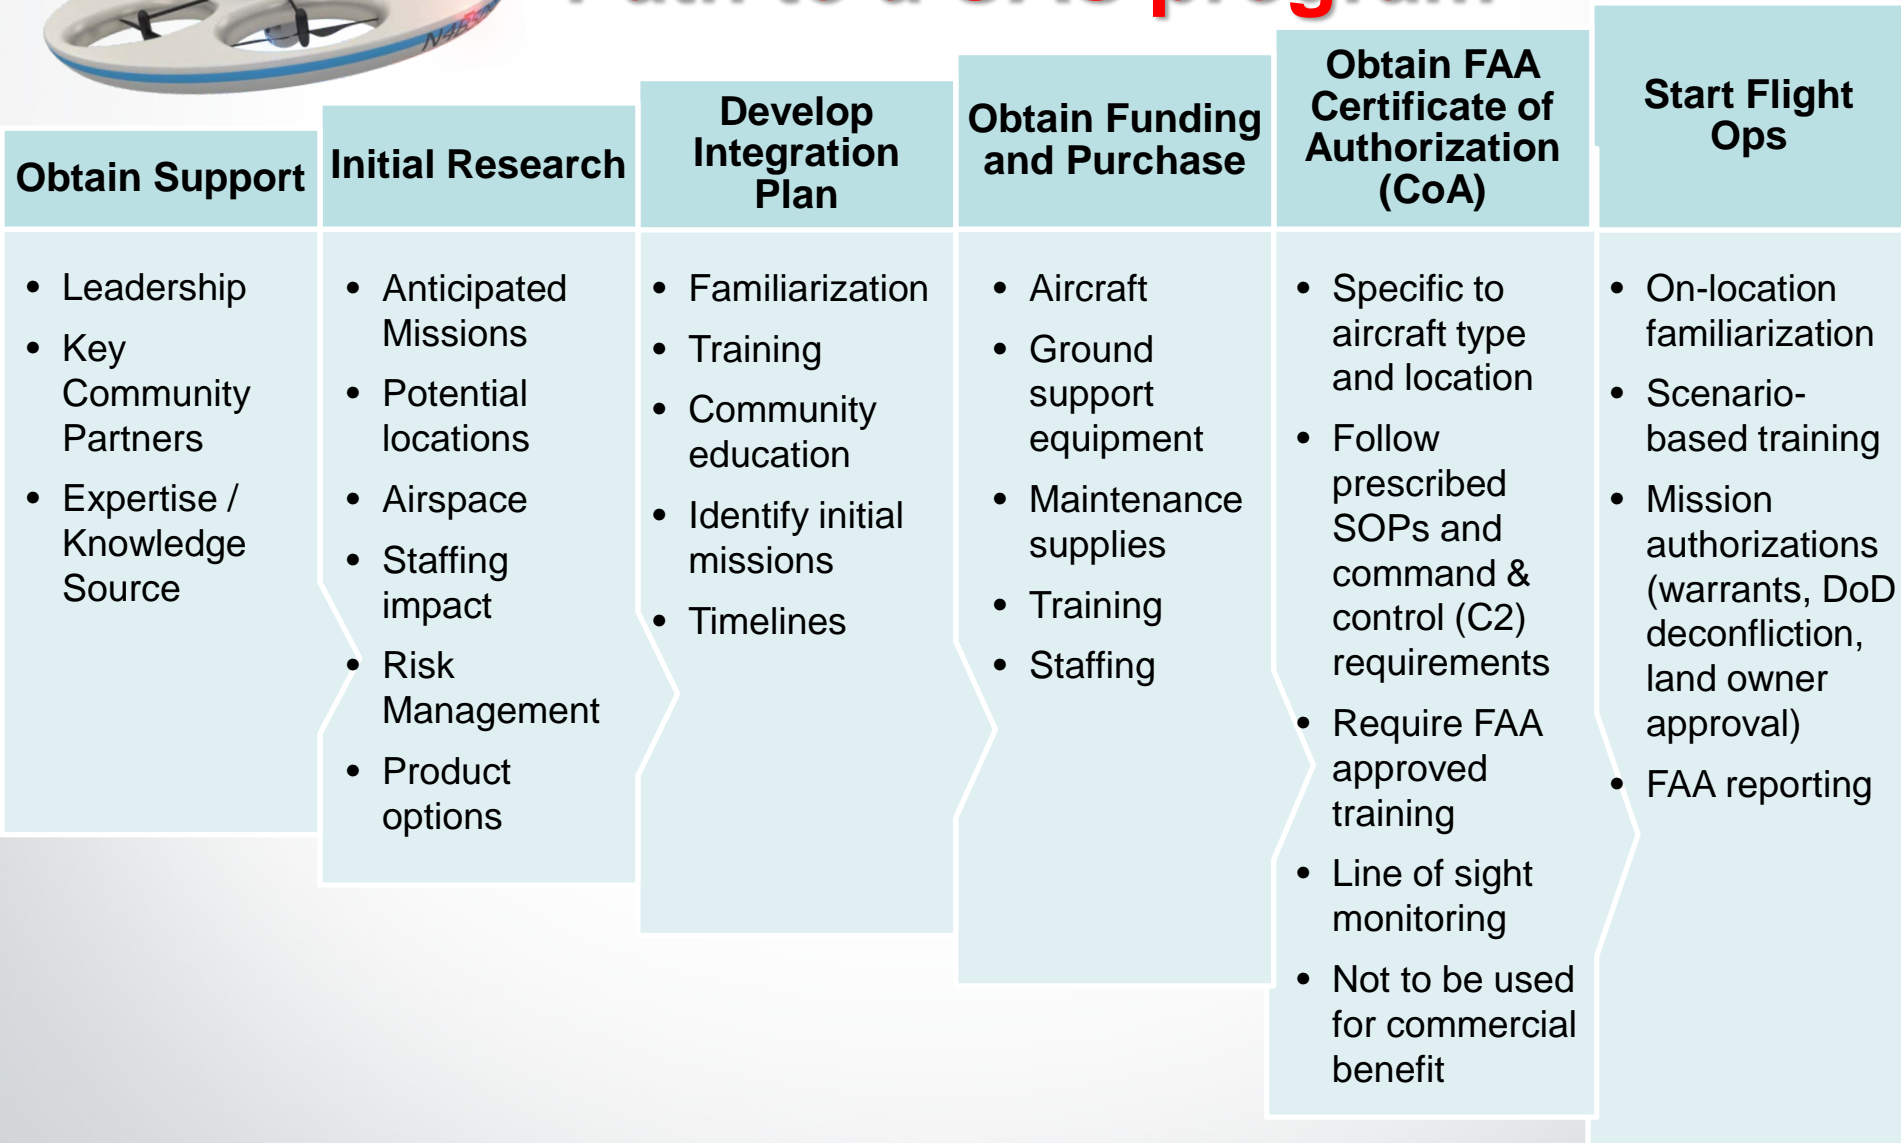 Path to a UAS program
Obtain Support
• Leadership
• Key
Community
Partners
• Expertise /
Knowledge
Source
Initial Research
• Anticipated
Missions
• Potential
locations
• Airspace
• Staffing
impact
• Risk
Management
• Product
options
Develop
Integration
Plan
• Familiarization
• Training
• Community
education
• Identify initial
missions
• Timelines
Obtain Funding
and Purchase
• Aircraft
• Ground
support
equipment
• Maintenance
supplies
• Training
• Staffing
Obtain FAA
Certificate of
Authorization
(CoA)
• Specific to
aircraft type
and location
• Follow
prescribed
SOPs and
command &
control (C2)
requirements
• Require FAA
approved
training
• Line of sight
monitoring
• Not to be used
for commercial
benefit
Start Flight
Ops
• On-location
familiarization
• Scenario-
based training
• Mission
authorizations
(warrants, DoD
deconfliction,
land owner
approval)
• FAA reporting